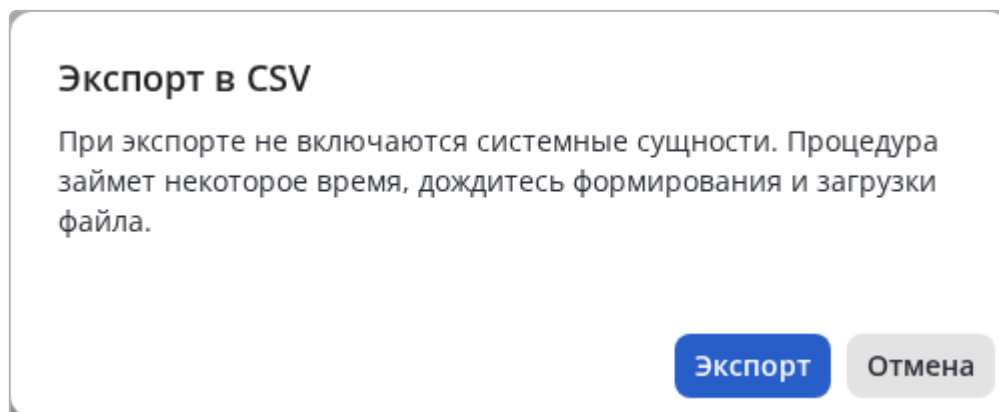 Экспорт в CSV
При экспорте не включаются системные сущности. Процедура
займет некоторое время, дождитесь формирования и загрузки
файла.
Экспорт Отмена